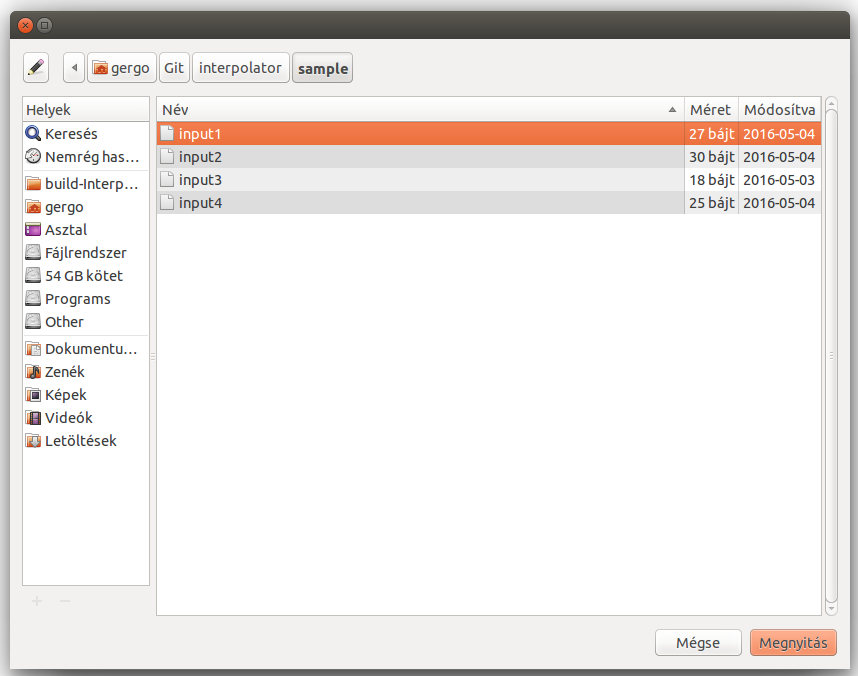 gergo Git interpolator sample
Helyek
Keresés
Nemrég has...
build-Interp...
gergo
Asztal
Fájlrendszer
54 GB kötet
Programs
Other
Dokumentu...
Zenék
Képek
Videók
Letöltések
Név Méret Módosítva
input1 27 bájt 2016-05-04
input2 30 bájt 2016-05-04
input3 18 bájt 2016-05-03
input4 25 bájt 2016-05-04
Mégse Megnyitás